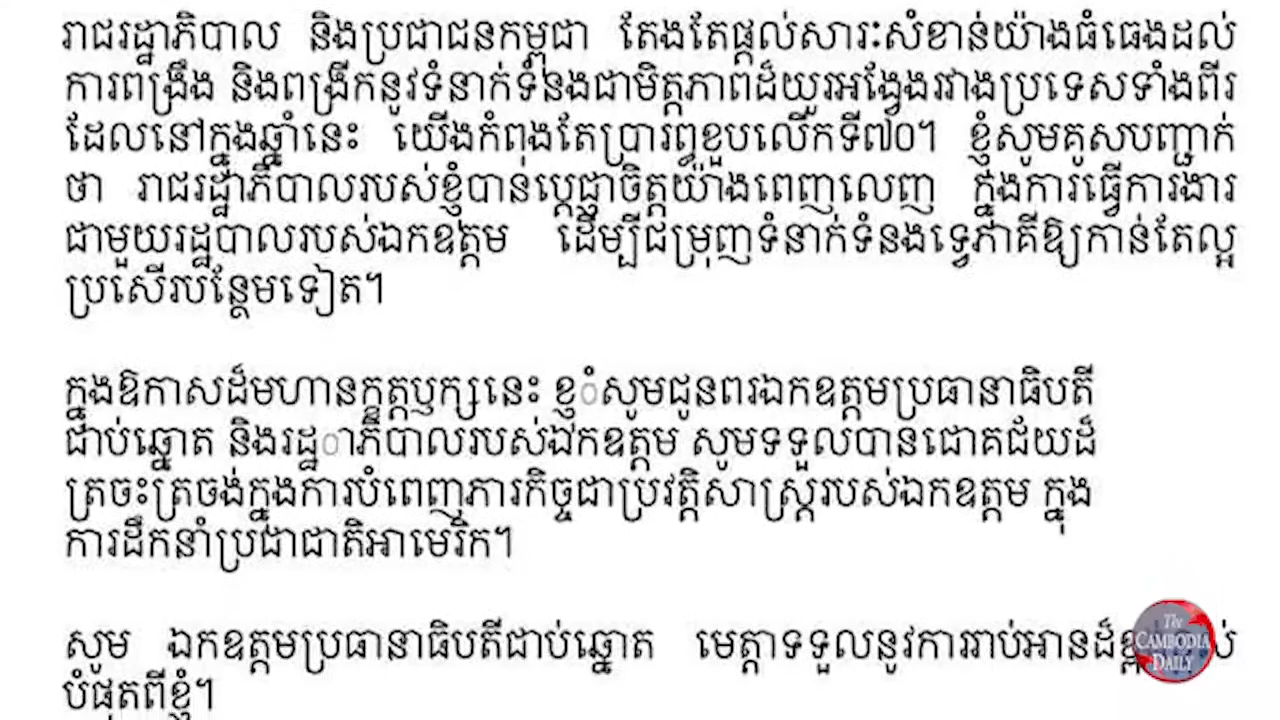 រាជរដ្ឋាភិបាល និងប្រជាជនកម្ពុជា តែងតែផ្តល់សារៈសំខាន់យ៉ាងធំធេងដល់
ការពង្រឹង និងពង្រីកនូវទំនាក់ទំនងជាមិត្តភាពដ៏យូរអង្វែងរវាងប្រទេសទាំងពីរ
ដែលនៅក្នុងឆ្នាំនេះ យើងកំពុងតែប្រារព្ធខួបលើកទី៧០។ ខ្ញុំសូមគូសបញ្ជាក់
ថា រាជរដ្ឋាភិបាលរបស់ខ្ញុំបានប្តេជ្ញាចិត្តយ៉ាងពេញលេញ ក្នុងការធ្វើការងារ
ជាមួយរដ្ឋបាលរបស់ឯកឧត្តម ដើម្បីជម្រុញទំនាក់ទំនងទ្វេភាគីឱ្យកាន់តែល្អ
ប្រសើរបន្ថែមទៀត។
ក្នុងឱកាសដ៏មហានក្ខត្តឫក្សនេះ ខ្ញុំសូមជូនពរឯកឧត្តមប្រធានាធិបតី
ជាប់ឆ្នោត និងរដ្ឋាភិបាលរបស់ឯកឧត្តម សូមទទួលបានជោគជ័យដ៏
ត្រចះត្រចង់ក្នុងការបំពេញភារកិច្ចជាប្រវត្តិសាស្ត្ររបស់ឯកឧត្តម ក្នុង
ការដឹកនាំប្រជាជាតិអាមេរិក។
សូម ឯកឧត្តមប្រធានាធិបតីជាប់ឆ្នោត មេត្តាទទួលនូវការរាប់អានដ៏
បំផុតពីខ្ញុំ។
The
CAMBODIA
DAILY